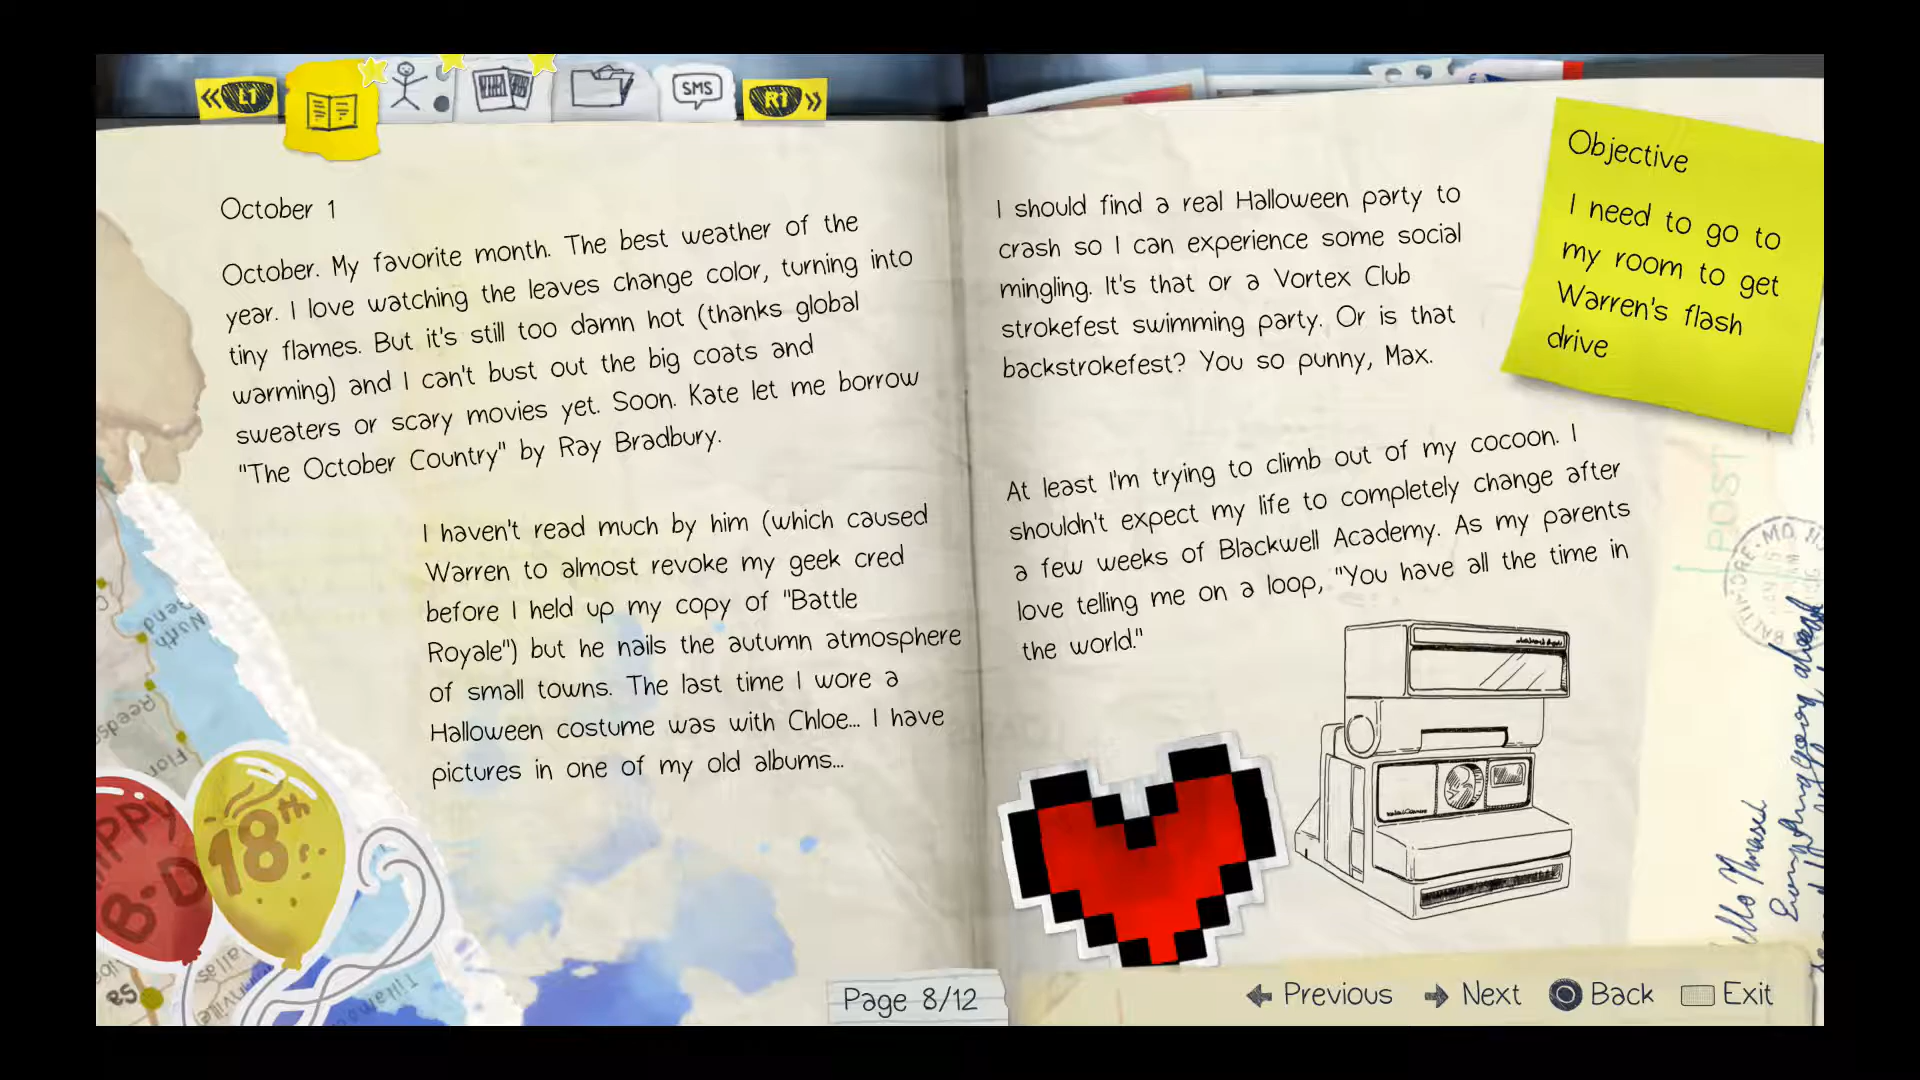 L1
SMS
R1
October 1
October. My favorite month. The best weather of the
year. I love watching the leaves change color, turning into
tiny flames. But it's still too damn hot (thanks global
warming) and I can't bust out the big coats and
sweaters or scary movies yet. Soon. Kate let me borrow
"The October Country" by Ray Bradbury.
I haven't read much by him (which caused
Warren to almost revoke my geek cred
before I held up my copy of "Battle
Royale") but he nails the autumn atmosphere
of small towns. The last time I wore a
Halloween costume was with Chloe... I have
pictures in one of my old albums...
I should find a real Halloween party to
crash so I can experience some social
mingling. It's that or a Vortex Club
strokefest swimming party. Or is that
backstrokefest? You so punny, Max.
At least I'm trying to climb out of my cocoon. I
shouldn't expect my life to completely change after
a few weeks of Blackwell Academy. As my parents
love telling me on a loop, "You have all the time in
the world."
Objective
I need to go to
my room to get
Warren's flash
drive
POST
North
Bend
B-D
18th
Page 8/12
Previous
Next
Back
Exit